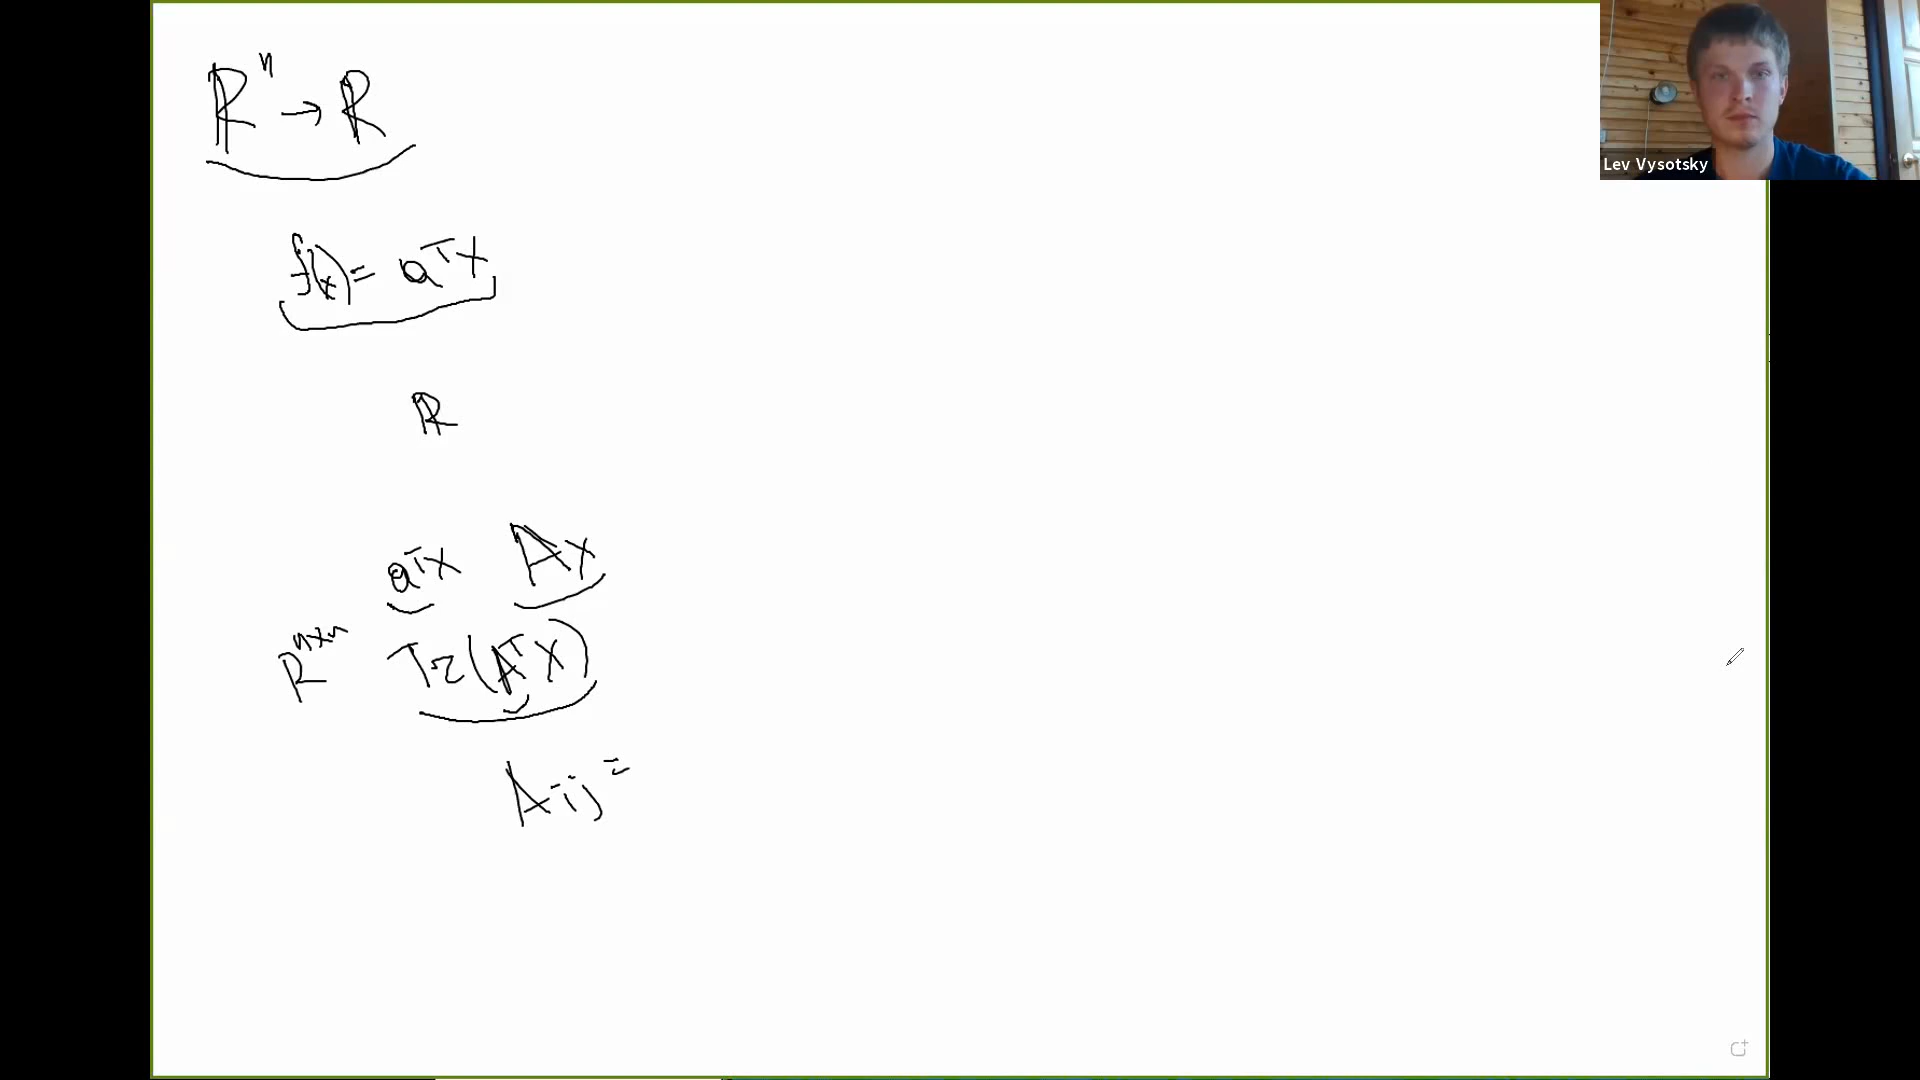 ℝⁿ → ℝ
Lev Vysotsky
f(x) = aᵀx
ℝ
aᵀx Ax
ℝⁿˣⁿ Tr(AᵀX)
Aij =